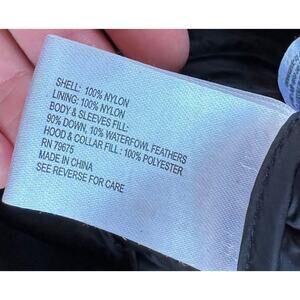 SHELL: 100% NYLON
LINING: 100% NYLON
BODY & SLEEVES FILL:
90% DOWN, 10% WATERFOWL FEATHERS
HOOD & COLLAR FILL : 100% POLYESTER
RN 79675
MADE IN CHINA
SEE REVERSE FOR CARE